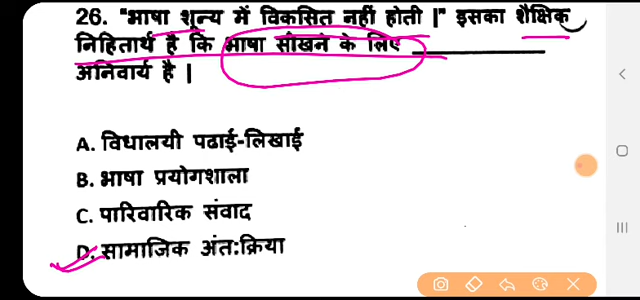 26. "भाषा शून्य में विकसित नहीं होती |" इसका शैक्षिक
निहितार्थ है कि भाषा सीखने के लिए ____________
अनिवार्य है |
A. विधालयी पढाई-लिखाई
B. भाषा प्रयोगशाला
C. पारिवारिक संवाद
D. सामाजिक अंत:क्रिया